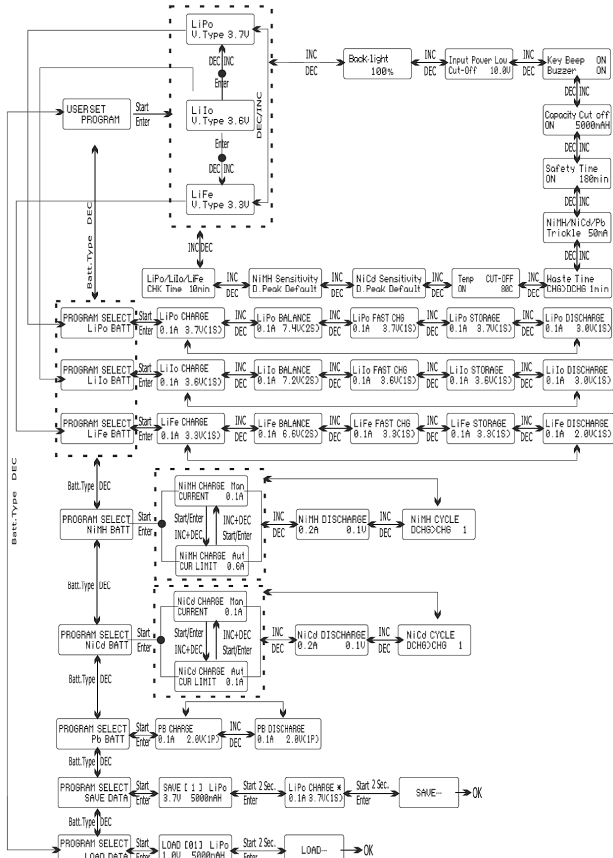 LiPo
V.Type 3.7V
DEC INC
Enter
LiIo
V.Type 3.6V
Enter
DEC INC
LiFe
V.Type 3.3V
DEC/INC
USERSET
PROGRAM
Start
Enter
INC
DEC
Back-light
100%
INC
DEC
Input Power Low
Cut-Off 10.0V
INC
DEC
Key Beep ON
Buzzer ON
DEC INC
Capacity Cut off
ON 5000mAH
DEC INC
Safety Time
ON 180min
DEC INC
NiMH/NiCd/Pb
Trickle 50mA
DEC INC
Batt.Type DEC
INC DEC
LiPo/LiIo/LiFe
CHK Time 10min
INC
DEC
NiMH Sensitivity
D.Peak Default
INC
DEC
NiCd Sensitivity
D.Peak Default
INC
DEC
Temp CUT-OFF
ON 80C
INC
DEC
Waste Time
CHG>DCHG 1min
PROGRAM SELECT
LiPo BATT
Start
Enter
LiPo CHARGE
0.1A 3.7V(1S)
INC
DEC
LiPo BALANCE
0.1A 7.4V(2S)
INC
DEC
LiPo FAST CHG
0.1A 3.7V(1S)
INC
DEC
LiPo STORAGE
0.1A 3.7V(1S)
INC
DEC
LiPo DISCHARGE
0.1A 3.0V(1S)
PROGRAM SELECT
LiIo BATT
Start
Enter
LiIo CHARGE
0.1A 3.6V(1S)
INC
DEC
LiIo BALANCE
0.1A 7.2V(2S)
INC
DEC
LiIo FAST CHG
0.1A 3.6V(1S)
INC
DEC
LiIo STORAGE
0.1A 3.6V(1S)
INC
DEC
LiIo DISCHARGE
0.1A 3.0V(1S)
PROGRAM SELECT
LiFe BATT
Start
Enter
LiFe CHARGE
0.1A 3.3V(1S)
INC
DEC
LiFe BALANCE
0.1A 6.6V(2S)
INC
DEC
LiFe FAST CHG
0.1A 3.3(1S)
INC
DEC
LiFe STORAGE
0.1A 3.3(1S)
INC
DEC
LiFe DISCHARGE
0.1A 2.0V(1S)
Batt.Type DEC
Batt.Type DEC
PROGRAM SELECT
NiMH BATT
Start
Enter
NiMH CHARGE Man
CURRENT 0.1A
Start/Enter
INC+DEC
INC+DEC
Start/Enter
NiMH CHARGE Aut
CUR LIMIT 0.6A
INC
DEC
NiMH DISCHARGE
0.2A 0.1V
INC
DEC
NiMH CYCLE
DCHG>CHG 1
Batt.Type DEC
PROGRAM SELECT
NiCd BATT
Start
Enter
NiCd CHARGE Man
CURRENT 0.1A
Start/Enter
INC+DEC
INC+DEC
Start/Enter
NiCd CHARGE Aut
CUR LIMIT 0.1A
INC
DEC
NiCd DISCHARGE
0.2A 0.1V
INC
DEC
NiCd CYCLE
DCHG>CHG 1
Batt.Type DEC
PROGRAM SELECT
Pb BATT
Start
Enter
PB CHARGE
0.1A 2.0V(1P)
INC
DEC
PB DISCHARGE
0.1A 2.0V(1P)
Batt.Type DEC
PROGRAM SELECT
SAVE DATA
Start
Enter
SAVE [ 1 ] LiPo
3.7V 5000mAH
Start 2 Sec.
Enter
LiPo CHARGE *
0.1A 3.7V(1S)
Start 2 Sec.
Enter
SAVE···
OK
Batt.Type DEC
PROGRAM SELECT
LOAD DATA
Start
Enter
LOAD [01] LiPo
1.0V 5000mAH
Start 2 Sec.
Enter
LOAD···
OK